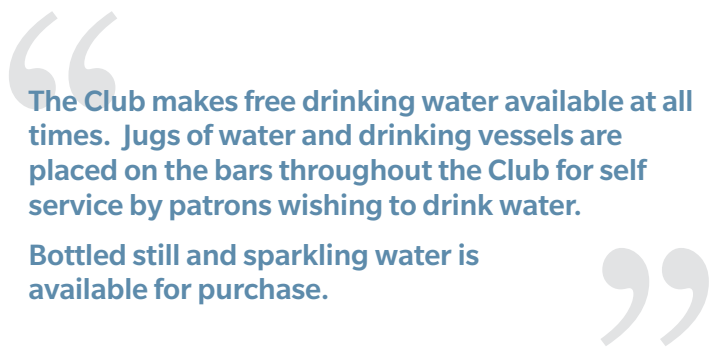 The Club makes free drinking water available at all
times.  Jugs of water and drinking vessels are
placed on the bars throughout the Club for self
service by patrons wishing to drink water.
Bottled still and sparkling water is
available for purchase.